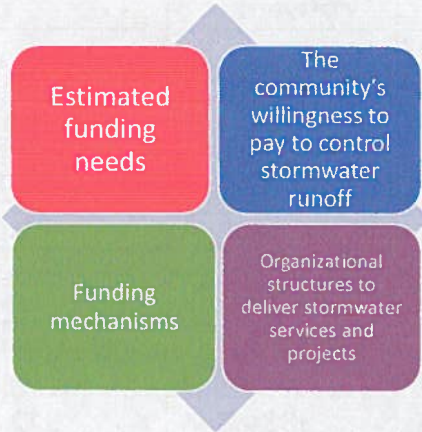 Estimated
funding
needs
The
community's
willingness to
pay to control
stormwater
runoff
Funding
mechanisms
Organizational
structures to
deliver stormwater
services and
projects